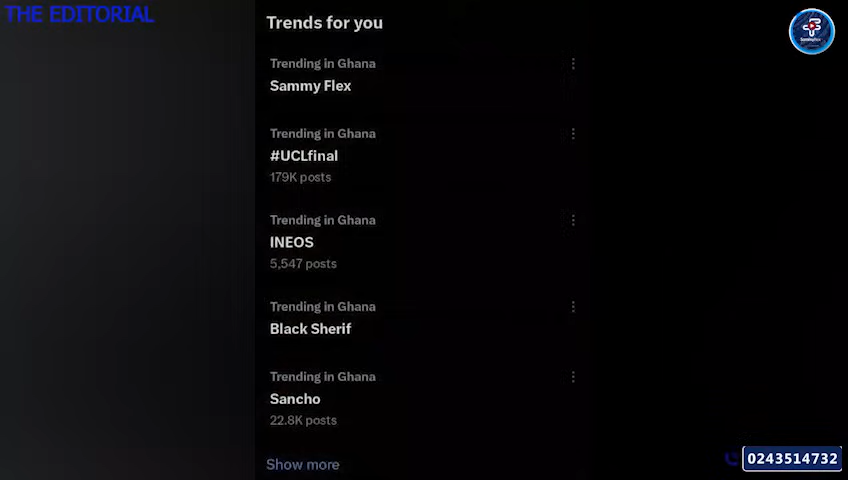 THE EDITORIAL
Trends for you
Trending in Ghana
Sammy Flex
Trending in Ghana
#UCLfinal
179K posts
Trending in Ghana
INEOS
5,547 posts
Trending in Ghana
Black Sherif
Trending in Ghana
Sancho
22.8K posts
Show more
0243514732